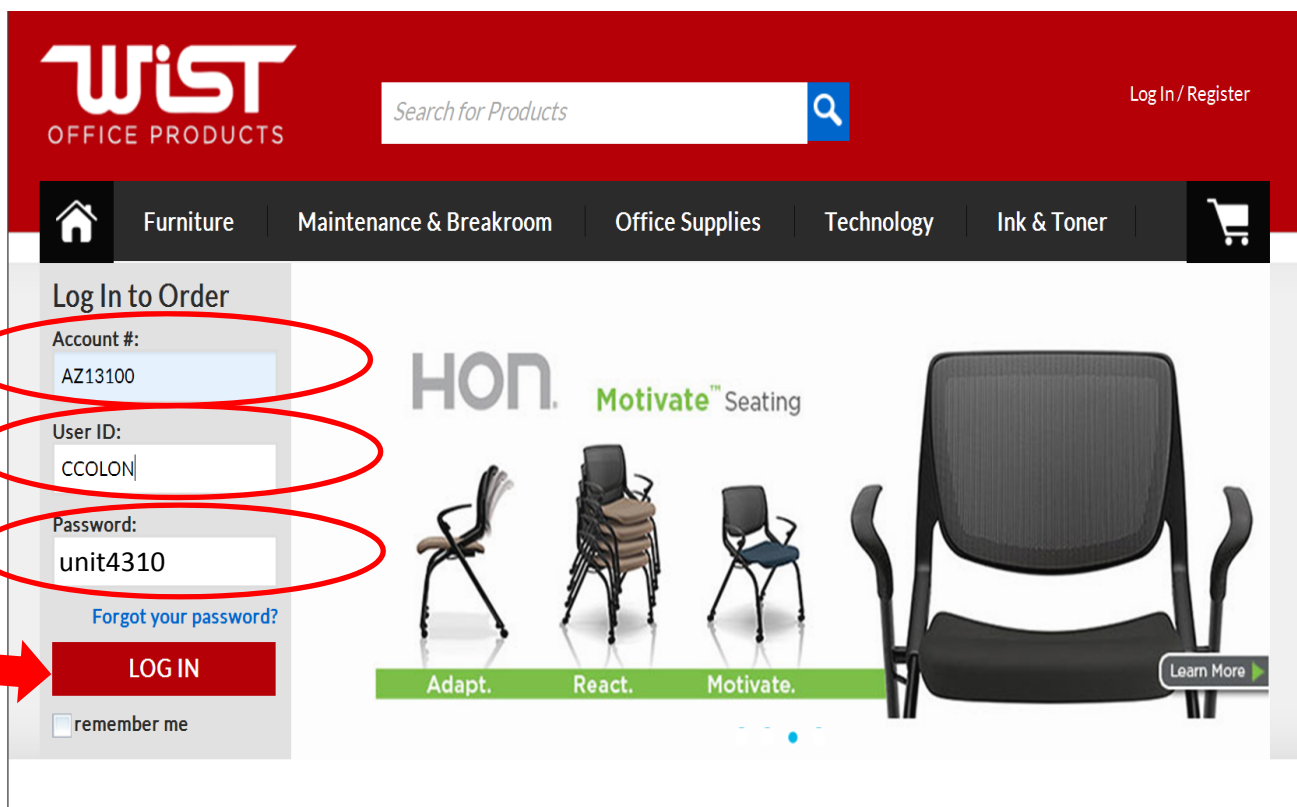 WiST
OFFICE PRODUCTS
Search for Products
Log In / Register
Furniture
Maintenance & Breakroom
Office Supplies
Technology
Ink & Toner
Log In to Order
Account #:
AZ13100
User ID:
CCOLON
Password:
unit4310
Forgot your password?
LOG IN
remember me
HON.
Motivate™ Seating
Adapt. React. Motivate.
Learn More